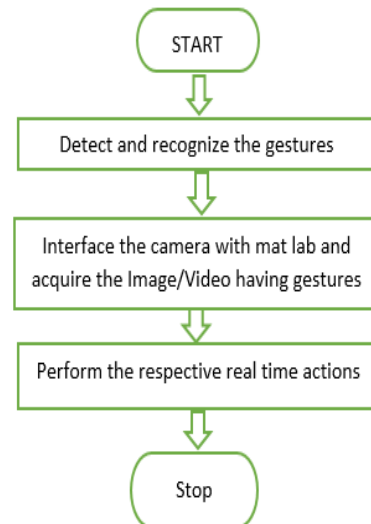 START
Detect and recognize the gestures
Interface the camera with mat lab and
acquire the Image/Video having gestures
Perform the respective real time actions
Stop